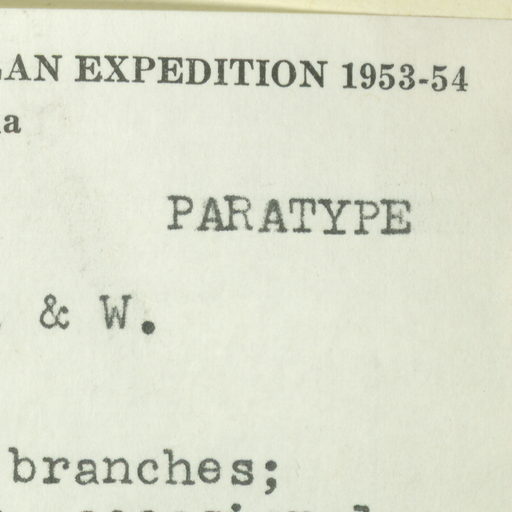 AN EXPEDITION 1953-54
a
PARATYPE
& W.
branches;